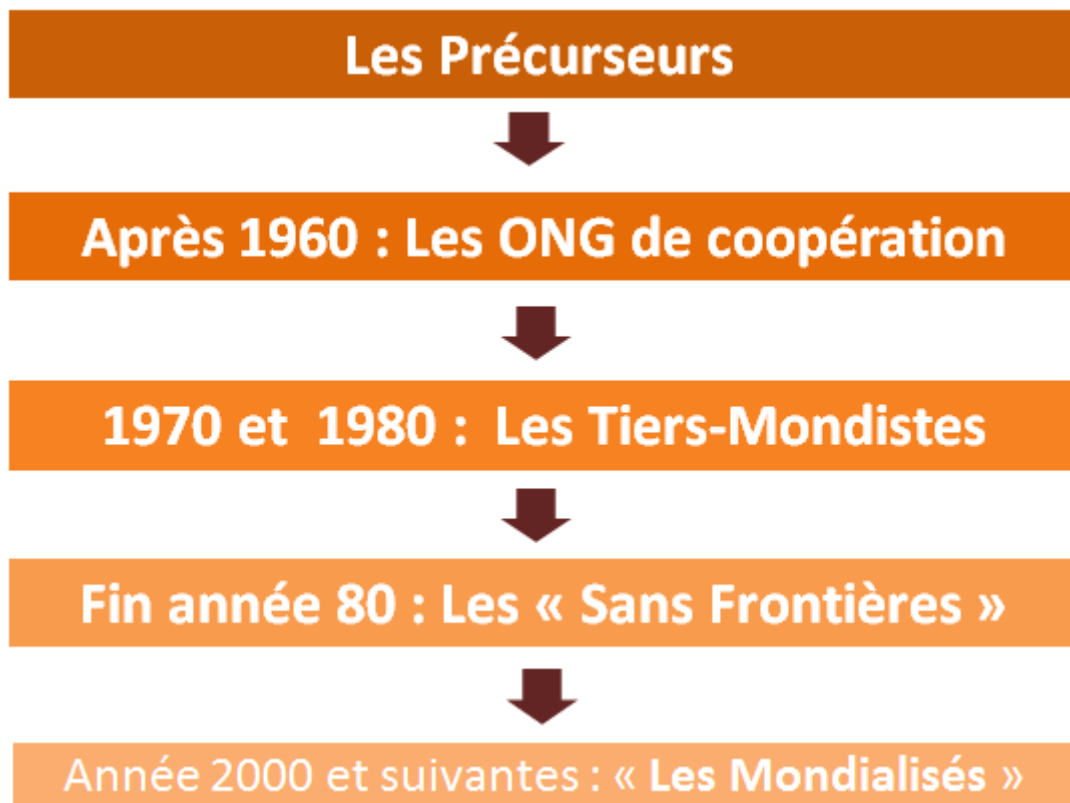 Les Précurseurs
Après 1960 : Les ONG de coopération
1970 et  1980 :  Les Tiers-Mondistes
Fin année 80 : Les « Sans Frontières »
Année 2000 et suivantes : « Les Mondialisés »